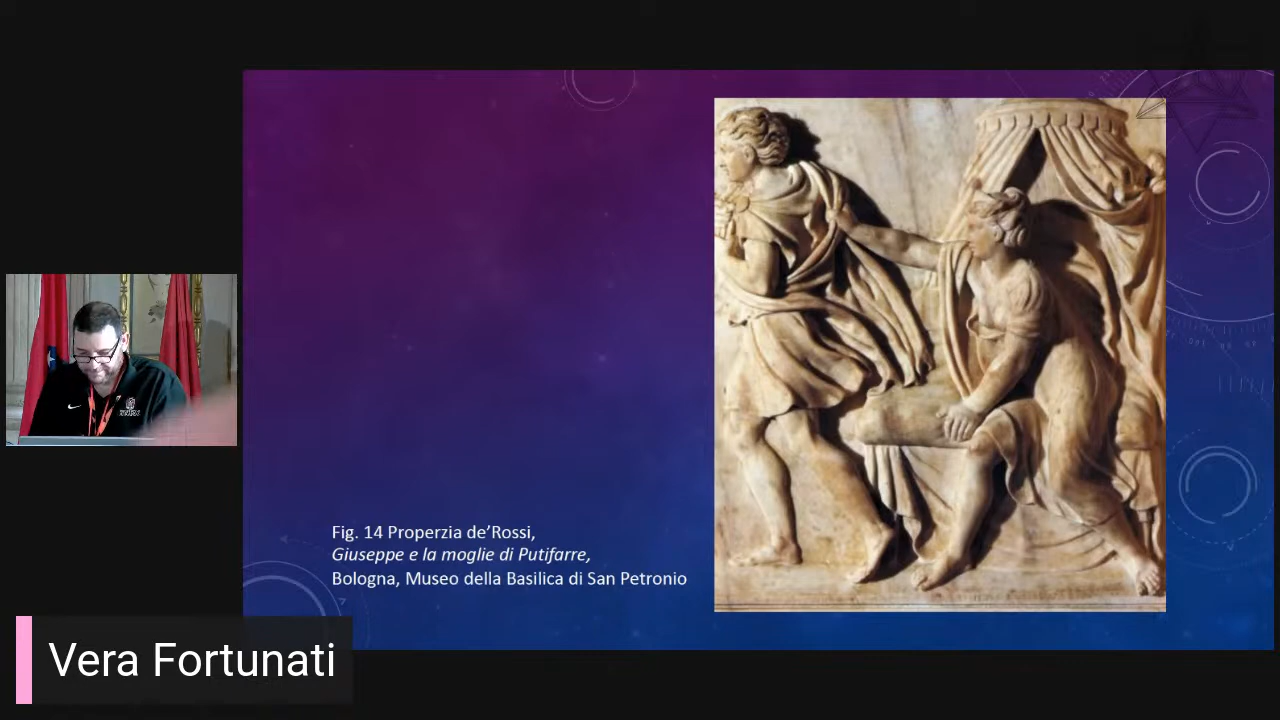 Fig. 14 Properzia de’Rossi,
Giuseppe e la moglie di Putifarre,
Bologna, Museo della Basilica di San Petronio
Vera Fortunati